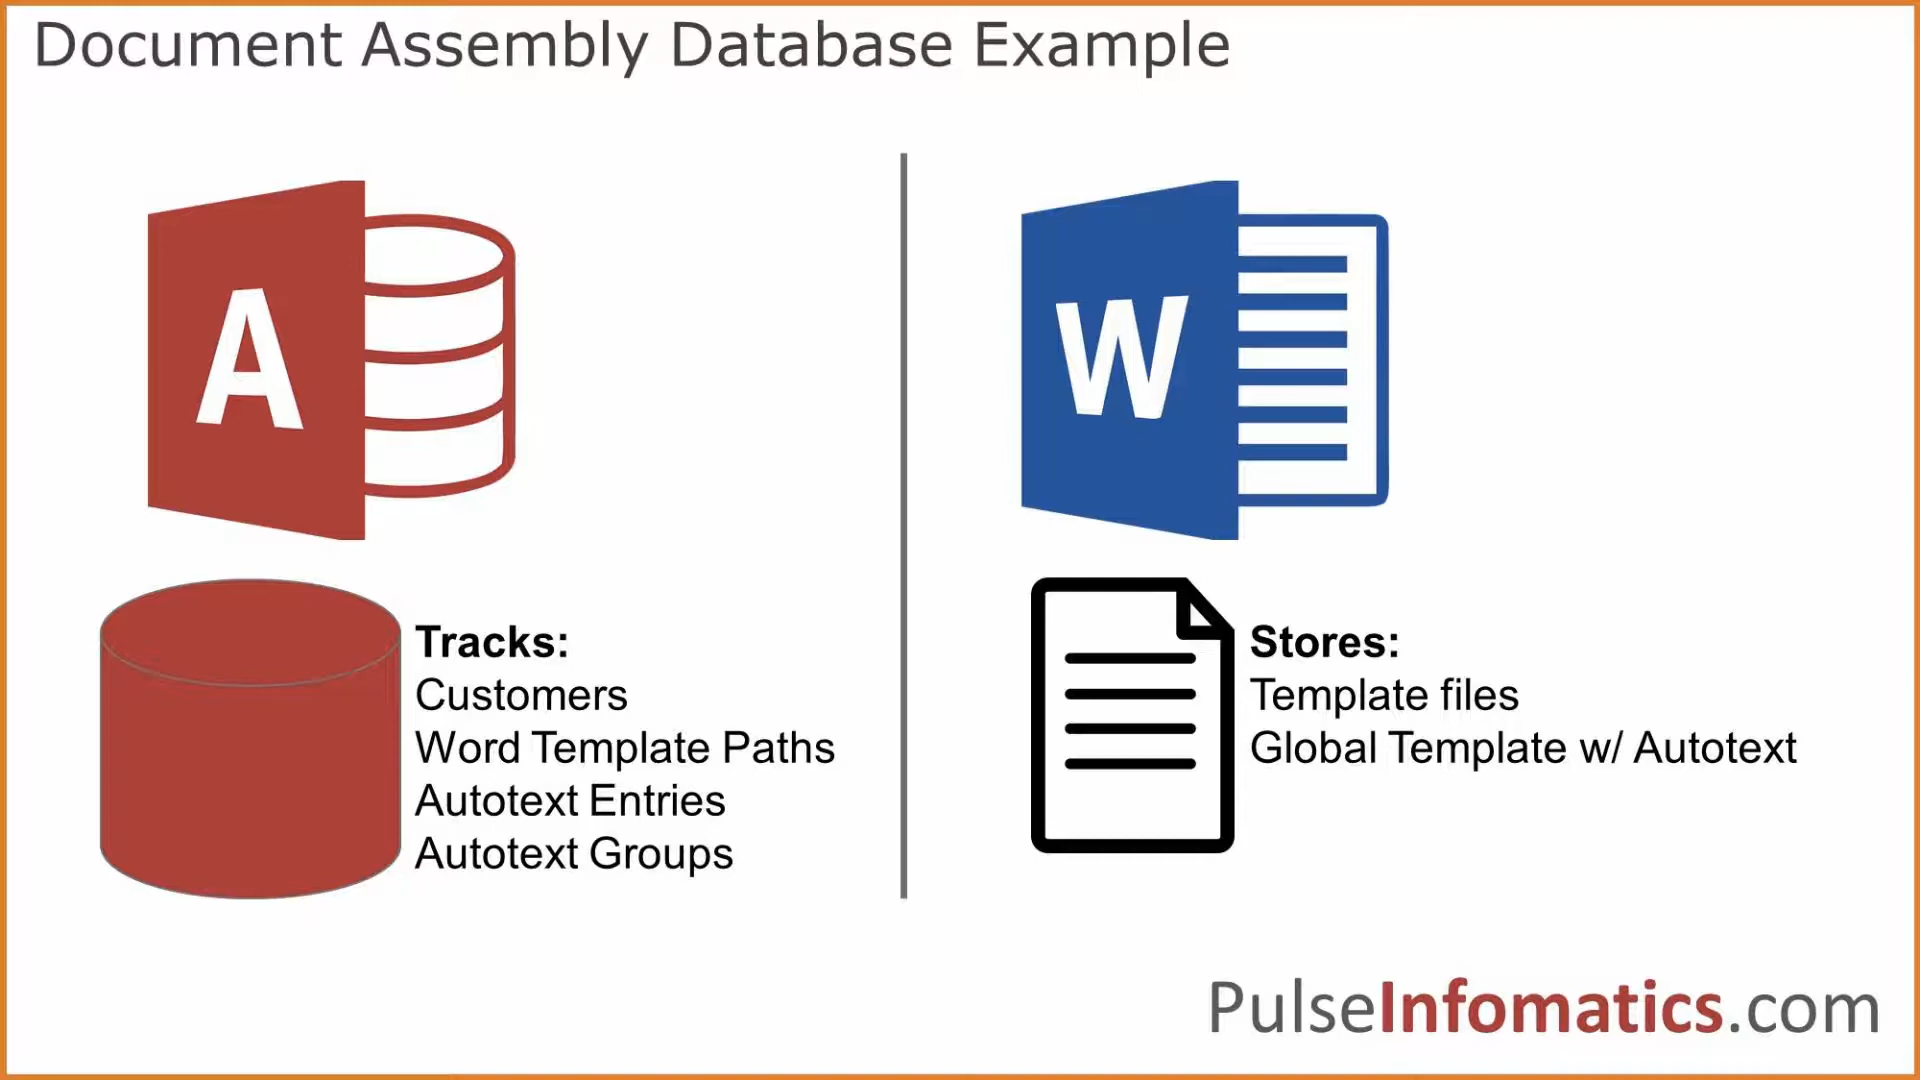 Document Assembly Database Example
A
W
Tracks:
Customers
Word Template Paths
Autotext Entries
Autotext Groups
Stores:
Template files
Global Template w/ Autotext
PulseInfomatics.com